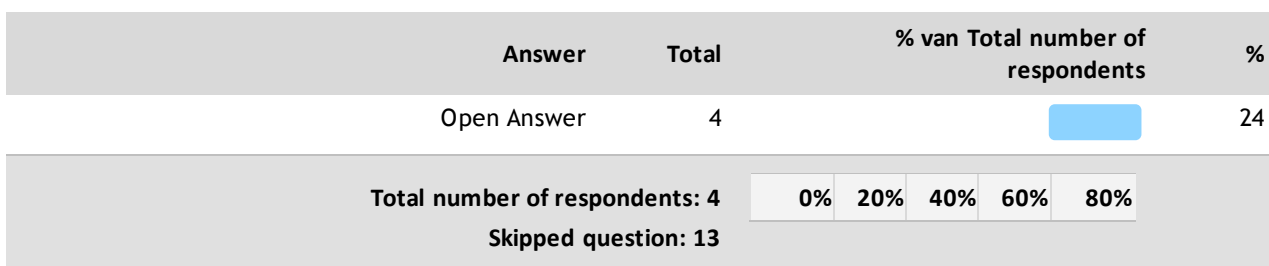 Answer Total % van Total number of
respondents %
Open Answer 4 24
Total number of respondents: 4 0% 20% 40% 60% 80%
Skipped question: 13